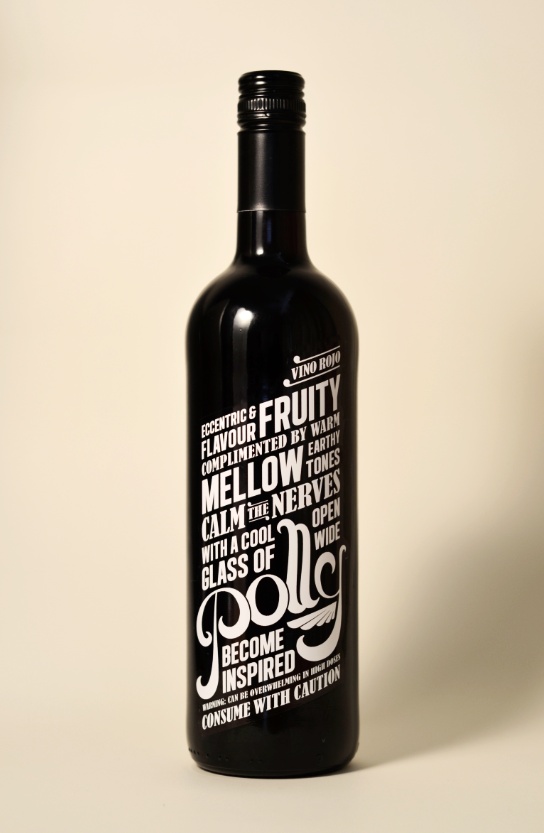 VINO ROJO
ECCENTRIC & FRUITY
FLAVOUR
COMPLIMENTED BY WARM
MELLOW EARTHY
TONES
CALM THE NERVES
WITH A COOL OPEN
GLASS OF WIDE
Polly
BECOME
INSPIRED
WARNING: CAN BE OVERWHELMING IN HIGH DOSES
CONSUME WITH CAUTION